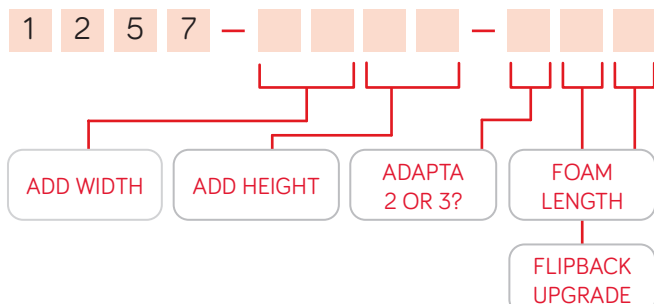 1 2 5 7 – –
ADD WIDTH
ADD HEIGHT
ADAPTA
2 OR 3?
FOAM
LENGTH
FLIPBACK
UPGRADE